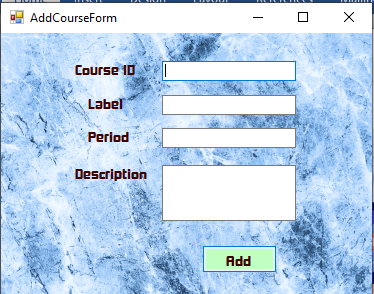 AddCourseForm
Course ID
Label
Period
Description
Add